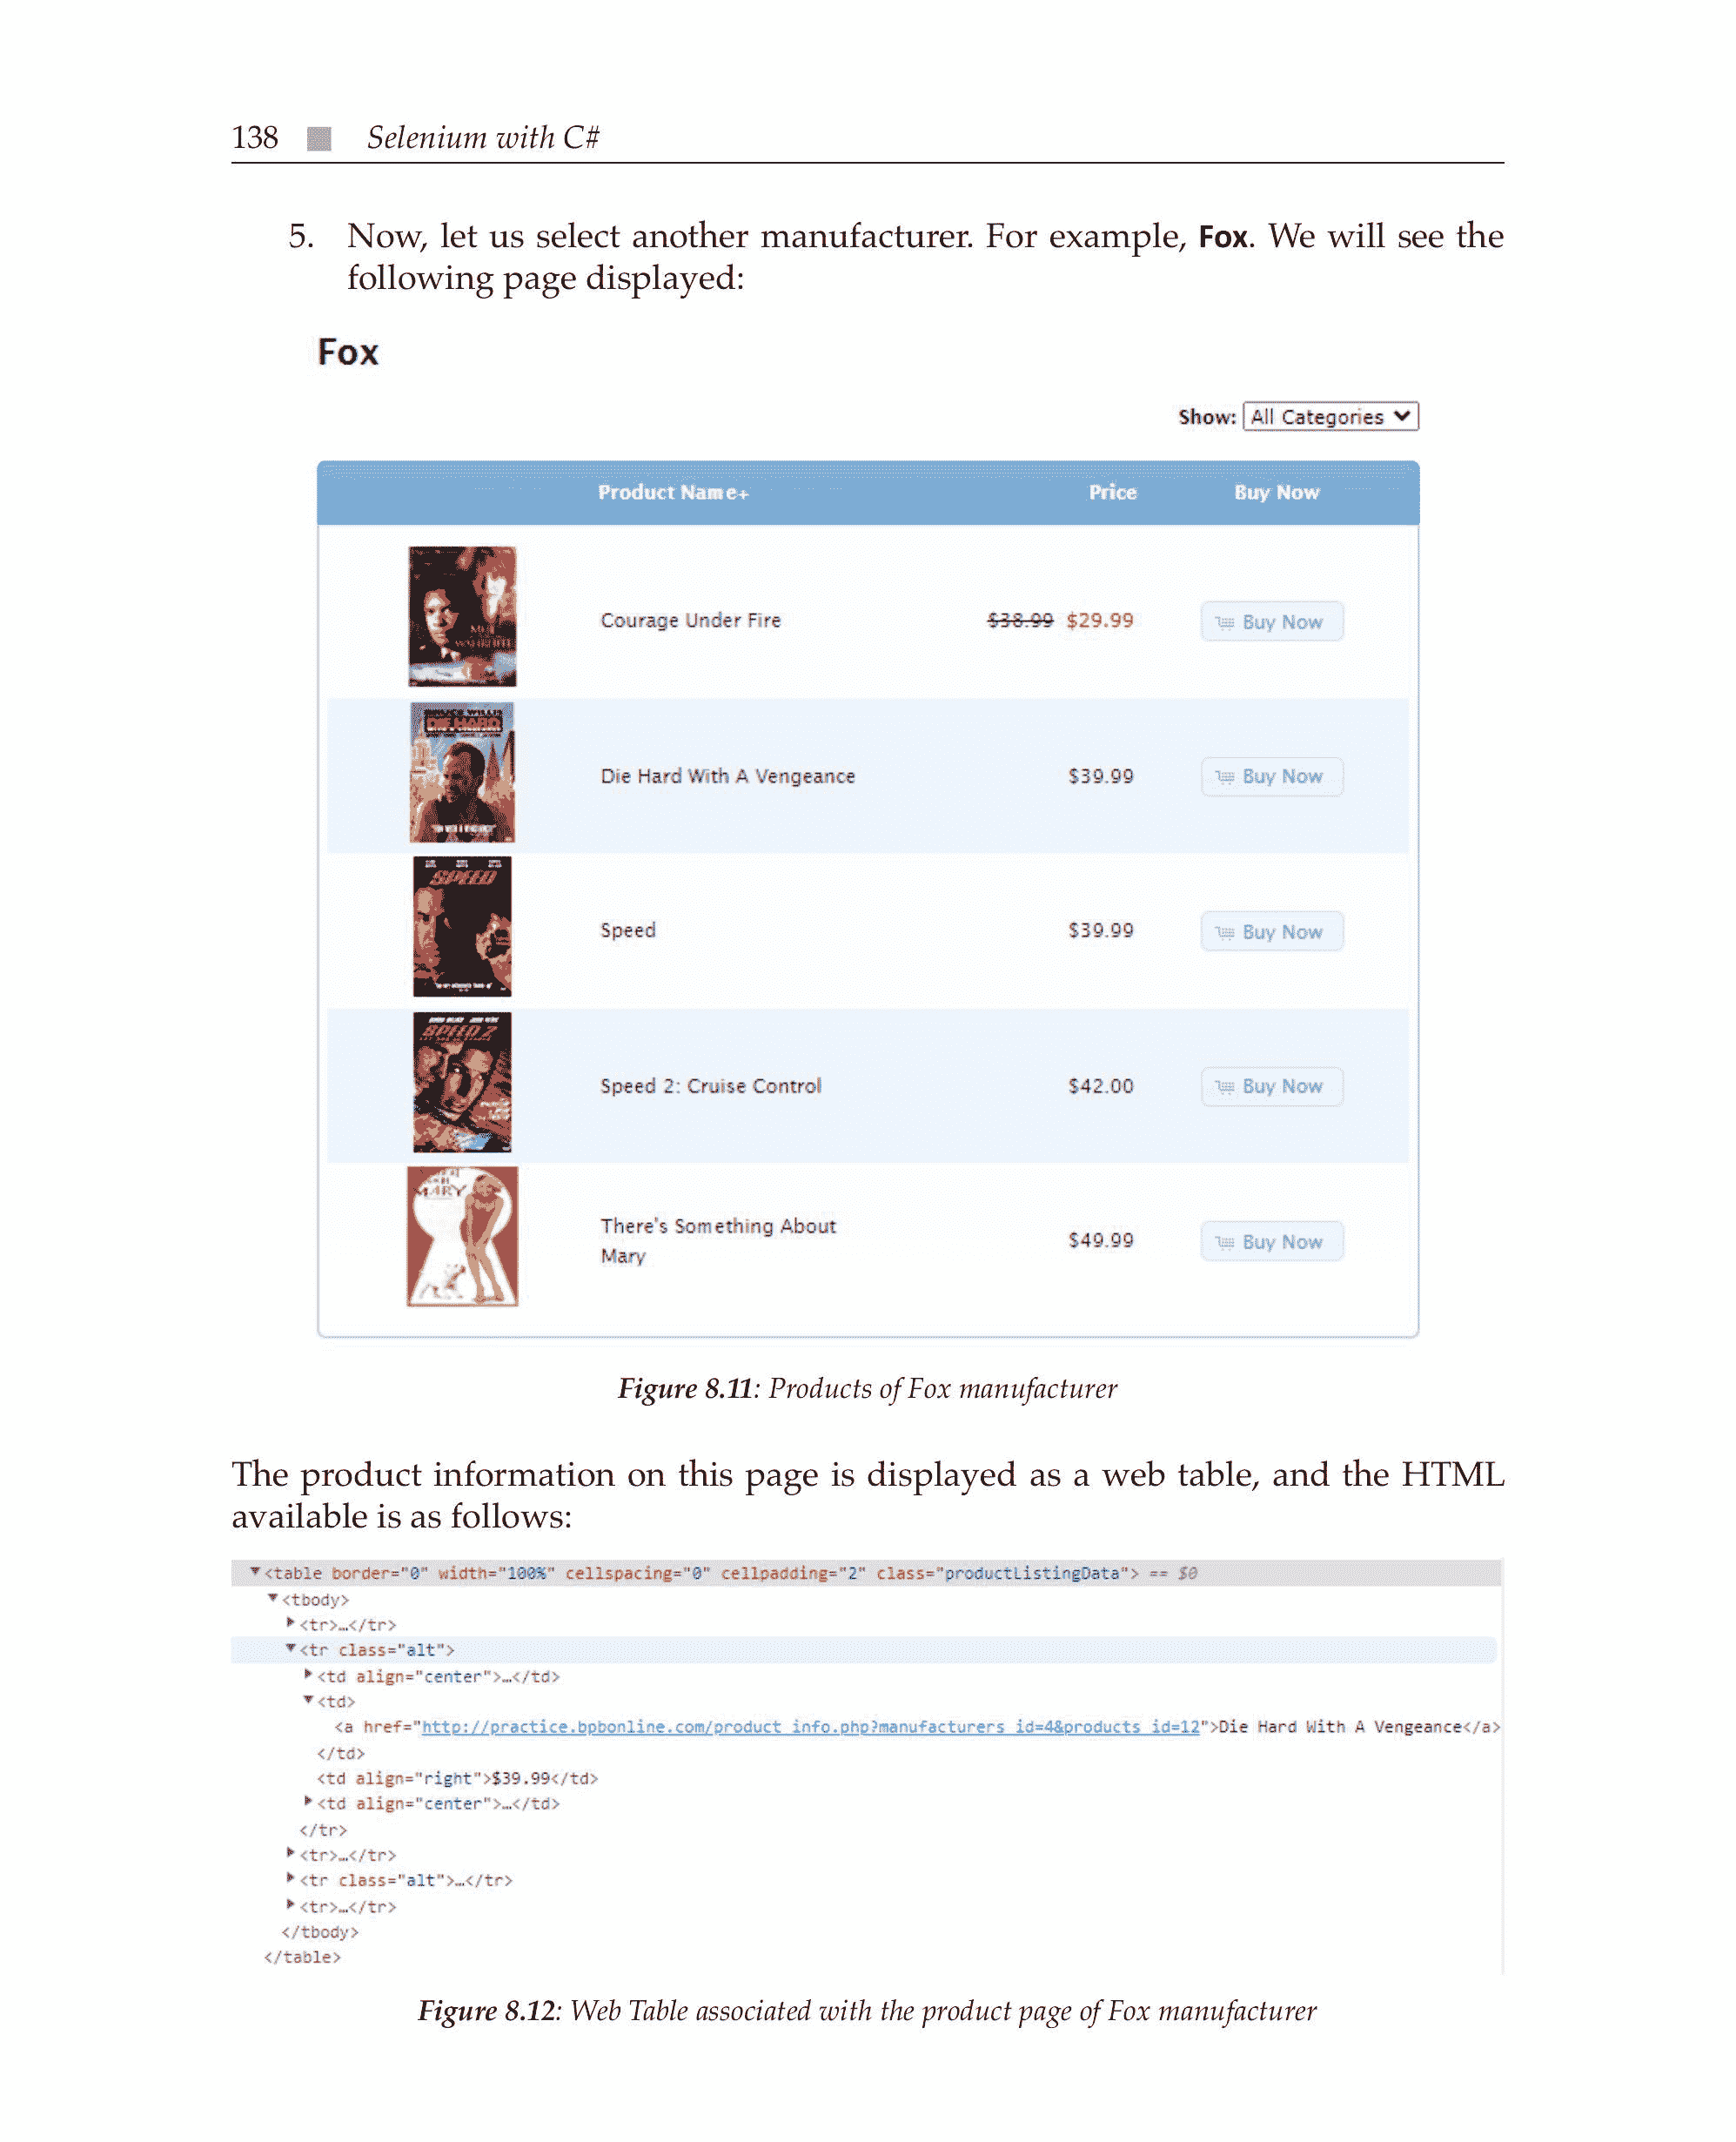 138 Selenium with C#
5. Now, let us select another manufacturer. For example, Fox. We will see the
following page displayed:
Fox
Show: All Categories
Product Name+ Price Buy Now
Courage Under Fire $38.99 $29.99 Buy Now
BRUCE WILLIS
DIE HARD
Die Hard With A Vengeance $39.99 Buy Now
SPEED
Speed $39.99 Buy Now
SPEED 2
Speed 2: Cruise Control $42.00 Buy Now
MARY
There's Something About
Mary $49.99 Buy Now
Figure 8.11: Products of Fox manufacturer
The product information on this page is displayed as a web table, and the HTML
available is as follows:
<table border="0" width="100%" cellspacing="0" cellpadding="2" class="productListingData"> == $0
<tbody>
<tr>…</tr>
<tr class="alt">
<td align="center">…</td>
<td>
<a href="http://practice.bpbonline.com/product_info.php?manufacturers_id=4&products_id=12">Die Hard With A Vengeance</a>
</td>
<td align="right">$39.99</td>
<td align="center">…</td>
</tr>
<tr>…</tr>
<tr class="alt">…</tr>
<tr>…</tr>
</tbody>
</table>
Figure 8.12: Web Table associated with the product page of Fox manufacturer